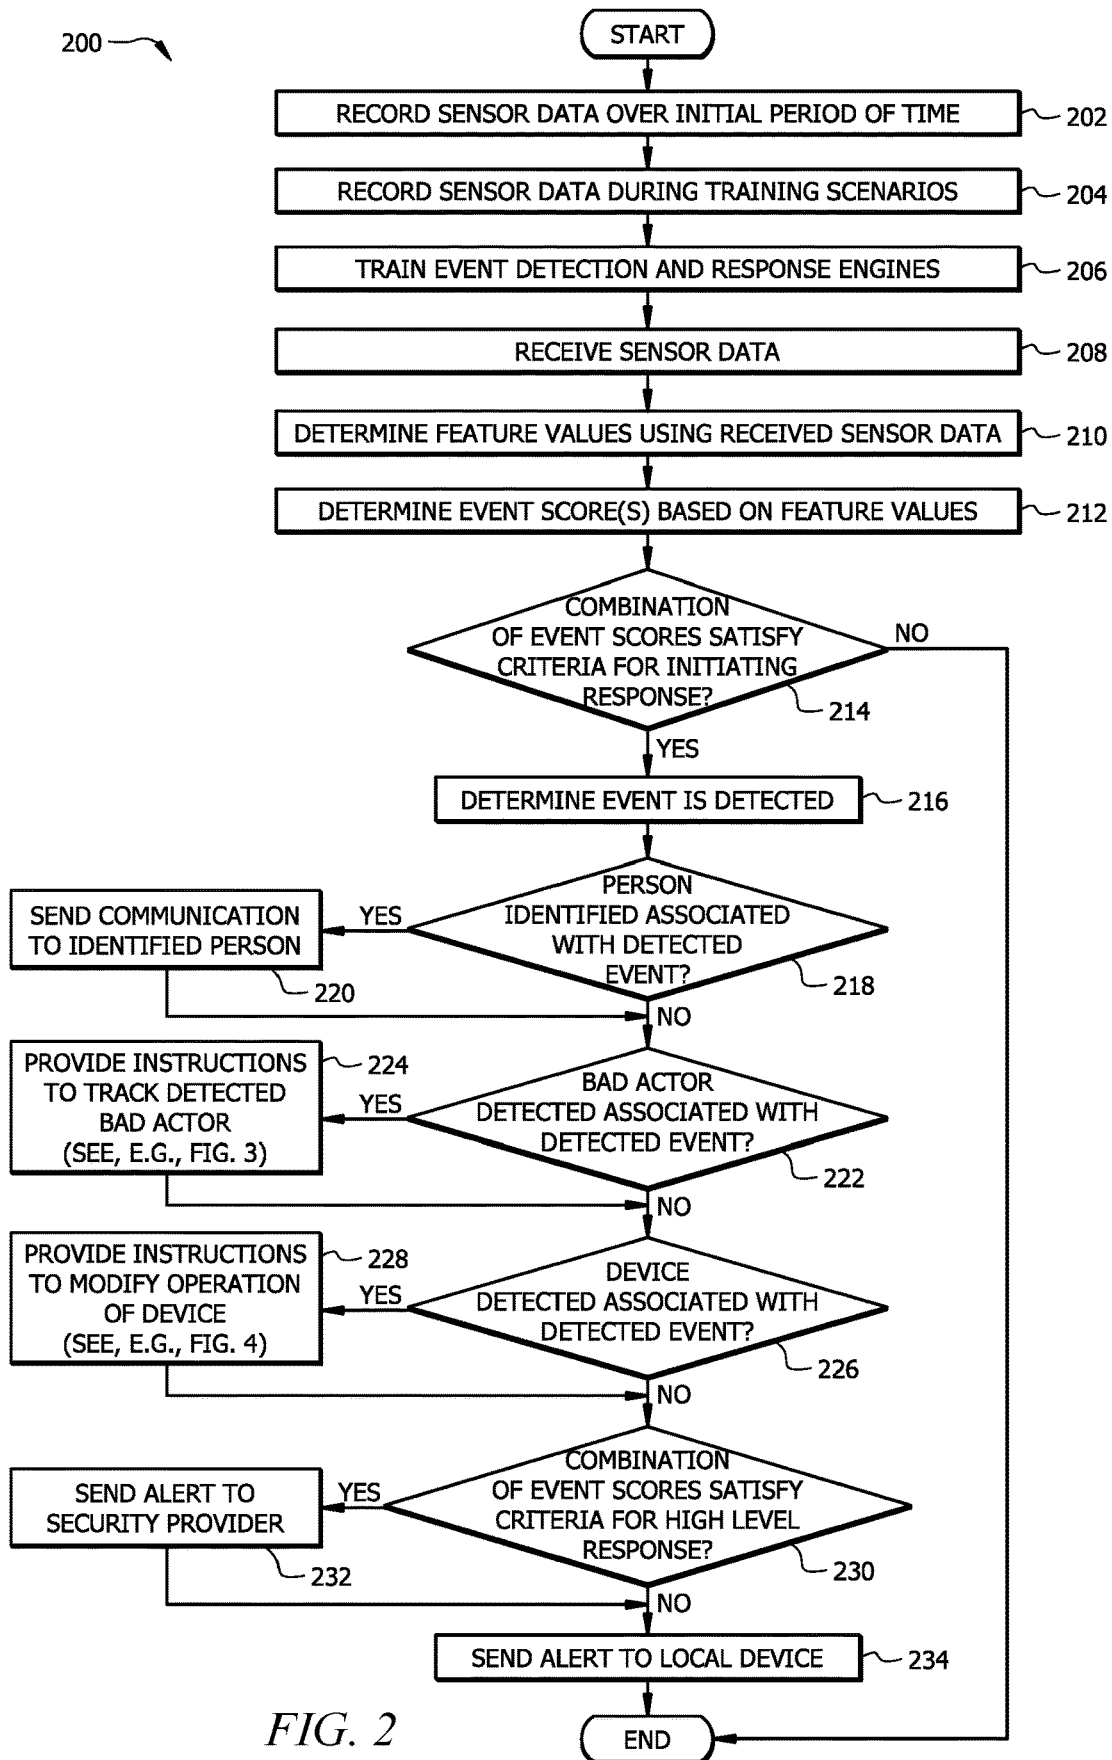 200
START
RECORD SENSOR DATA OVER INITIAL PERIOD OF TIME
202
RECORD SENSOR DATA DURING TRAINING SCENARIOS
204
TRAIN EVENT DETECTION AND RESPONSE ENGINES
206
RECEIVE SENSOR DATA
208
DETERMINE FEATURE VALUES USING RECEIVED SENSOR DATA
210
DETERMINE EVENT SCORE(S) BASED ON FEATURE VALUES
212
COMBINATION
OF EVENT SCORES SATISFY
CRITERIA FOR INITIATING
RESPONSE?
NO
214
YES
DETERMINE EVENT IS DETECTED
216
PERSON
IDENTIFIED ASSOCIATED
WITH DETECTED
EVENT?
218
YES
SEND COMMUNICATION
TO IDENTIFIED PERSON
220
NO
BAD ACTOR
DETECTED ASSOCIATED WITH
DETECTED EVENT?
222
YES
PROVIDE INSTRUCTIONS
TO TRACK DETECTED
BAD ACTOR
(SEE, E.G., FIG. 3)
224
NO
DEVICE
DETECTED ASSOCIATED WITH
DETECTED EVENT?
226
YES
PROVIDE INSTRUCTIONS
TO MODIFY OPERATION
OF DEVICE
(SEE, E.G., FIG. 4)
228
NO
COMBINATION
OF EVENT SCORES SATISFY
CRITERIA FOR HIGH LEVEL
RESPONSE?
230
YES
SEND ALERT TO
SECURITY PROVIDER
232
NO
SEND ALERT TO LOCAL DEVICE
234
END
FIG. 2